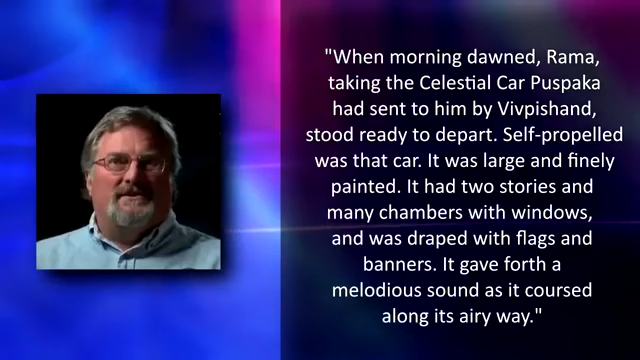 "When morning dawned, Rama,
taking the Celestial Car Puspaka
had sent to him by Vivpishand,
stood ready to depart. Self-propelled
was that car. It was large and finely
painted. It had two stories and
many chambers with windows,
and was draped with flags and
banners. It gave forth a
melodious sound as it coursed
along its airy way."